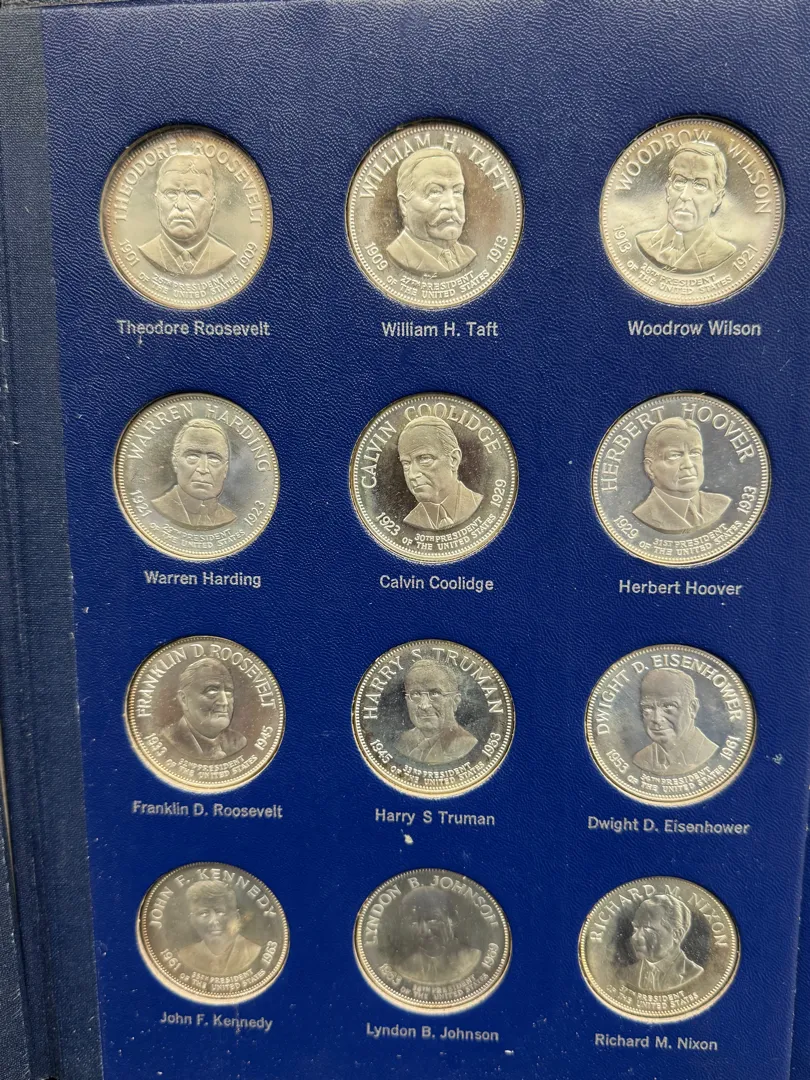 THEODORE ROOSEVELT
1901 1909
26TH PRESIDENT
OF THE UNITED STATES
WILLIAM H. TAFT
1909 1913
27TH PRESIDENT
OF THE UNITED STATES
WOODROW WILSON
1913 1921
28TH PRESIDENT
OF THE UNITED STATES
Theodore Roosevelt
William H. Taft
Woodrow Wilson
WARREN HARDING
1921 1923
29TH PRESIDENT
OF THE UNITED STATES
CALVIN COOLIDGE
1923 1929
30TH PRESIDENT
OF THE UNITED STATES
HERBERT HOOVER
1929 1933
31ST PRESIDENT
OF THE UNITED STATES
Warren Harding
Calvin Coolidge
Herbert Hoover
FRANKLIN D. ROOSEVELT
1933 1945
32ND PRESIDENT
OF THE UNITED STATES
HARRY S TRUMAN
1945 1953
33RD PRESIDENT
OF THE UNITED STATES
DWIGHT D. EISENHOWER
1953 1961
34TH PRESIDENT
OF THE UNITED STATES
Franklin D. Roosevelt
Harry S Truman
Dwight D. Eisenhower
JOHN F. KENNEDY
1961 1963
35TH PRESIDENT
OF THE UNITED STATES
LYNDON B. JOHNSON
1963 1969
36TH PRESIDENT
OF THE UNITED STATES
RICHARD M. NIXON
37TH PRESIDENT
OF THE UNITED STATES
John F. Kennedy
Lyndon B. Johnson
Richard M. Nixon